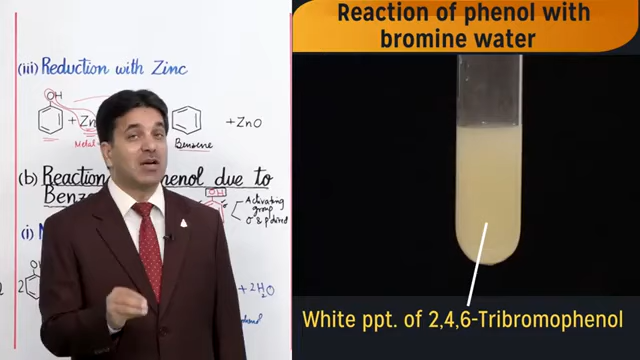 Reaction of phenol with
bromine water
(iii) Reduction with Zinc
OH
+ Zn
+ ZnO
Metal
Benzene
(b) Reaction Phenol due to
Benz
OH
Activating
group
o & p
(i) N
OH
2
+ 2H2O
White ppt. of 2,4,6-Tribromophenol